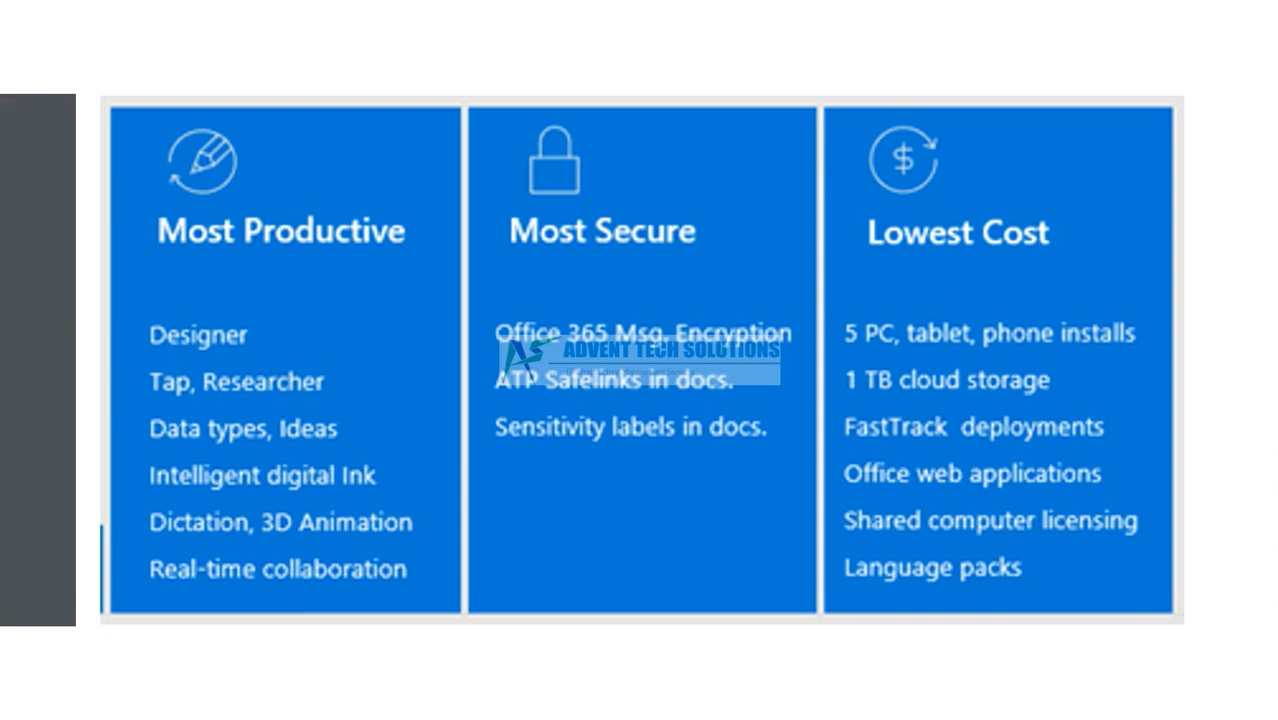 Most Productive
Designer
Tap, Researcher
Data types, Ideas
Intelligent digital Ink
Dictation, 3D Animation
Real-time collaboration
Most Secure
Office 365 Msg. Encryption
ADVENT TECH SOLUTIONS
ATP Safelinks in docs.
Sensitivity labels in docs.
$
Lowest Cost
5 PC, tablet, phone installs
1 TB cloud storage
FastTrack deployments
Office web applications
Shared computer licensing
Language packs